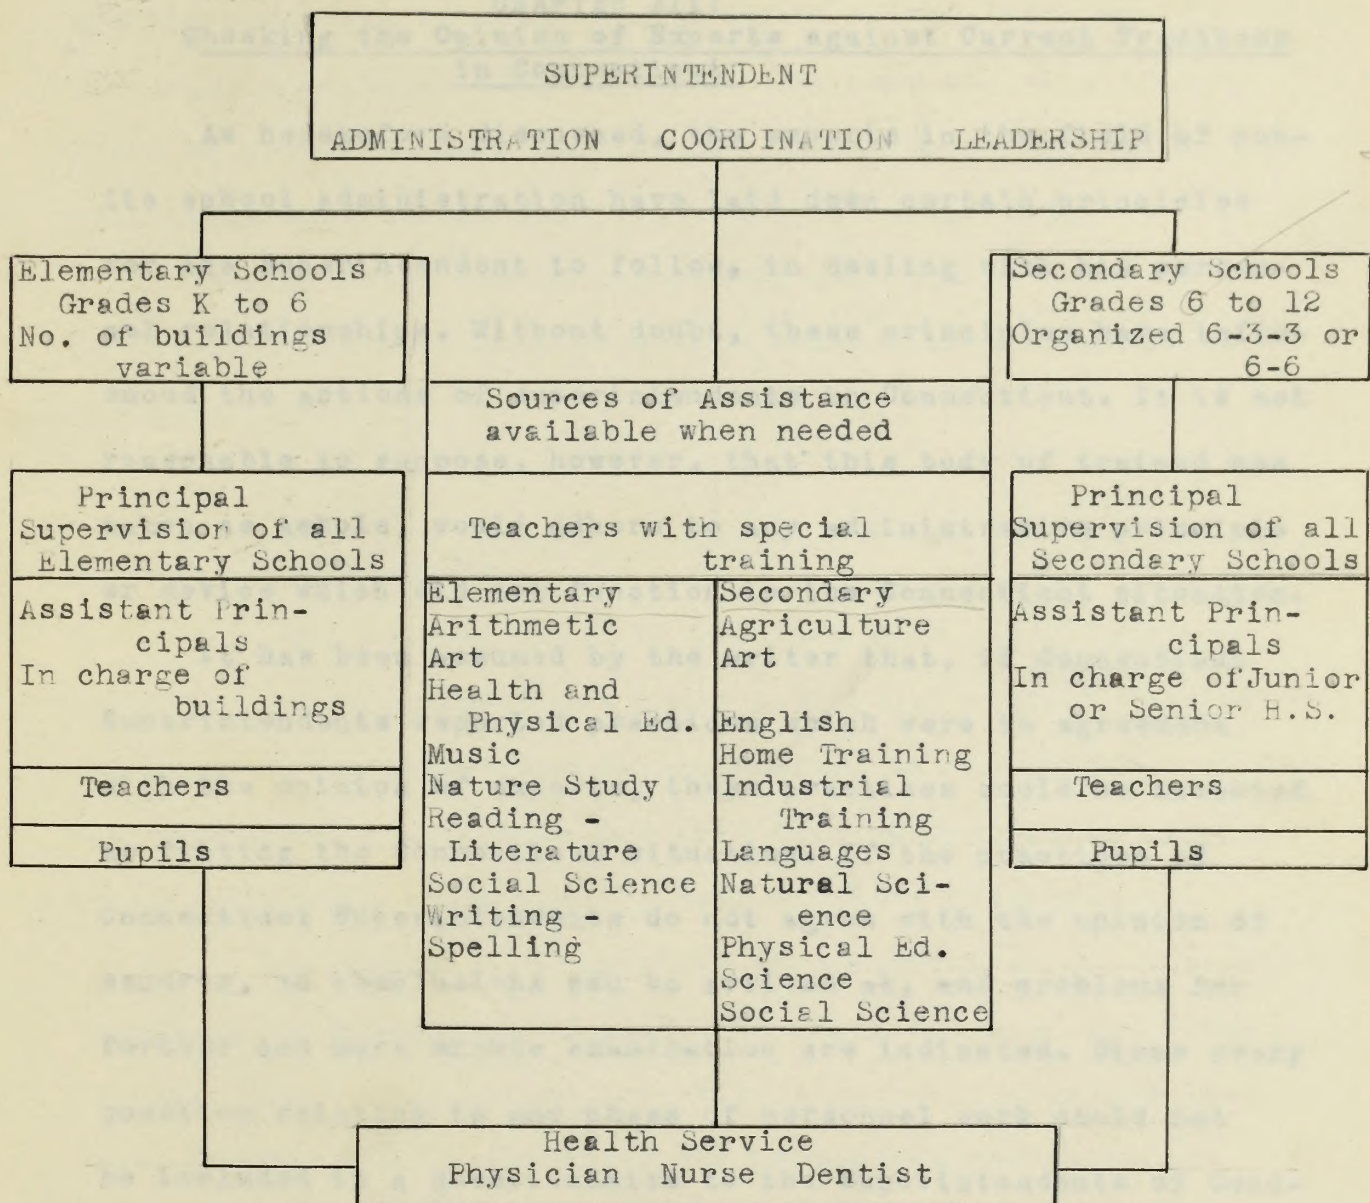 SUPERINTENDENT
ADMINISTRATION COORDINATION LEADERSHIP
Elementary Schools
Grades K to 6
No. of buildings
variable
Secondary Schools
Grades 6 to 12
Organized 6-3-3 or
6-6
Sources of Assistance
available when needed
Principal
Supervision of all
Elementary Schools
Teachers with special
training
Principal
Supervision of all
Secondary Schools
Assistant Prin-
cipals
In charge of
buildings
Teachers
Pupils
Elementary
Arithmetic
Art
Health and
Physical Ed.
Music
Nature Study
Reading -
Literature
Social Science
Writing -
Spelling
Secondary
Agriculture
Art
English
Home Training
Industrial
Training
Languages
Natural Sci-
ence
Physical Ed.
Science
Social Science
Assistant Prin-
cipals
In charge of Junior
or Senior H.S.
Teachers
Pupils
Health Service
Physician Nurse Dentist